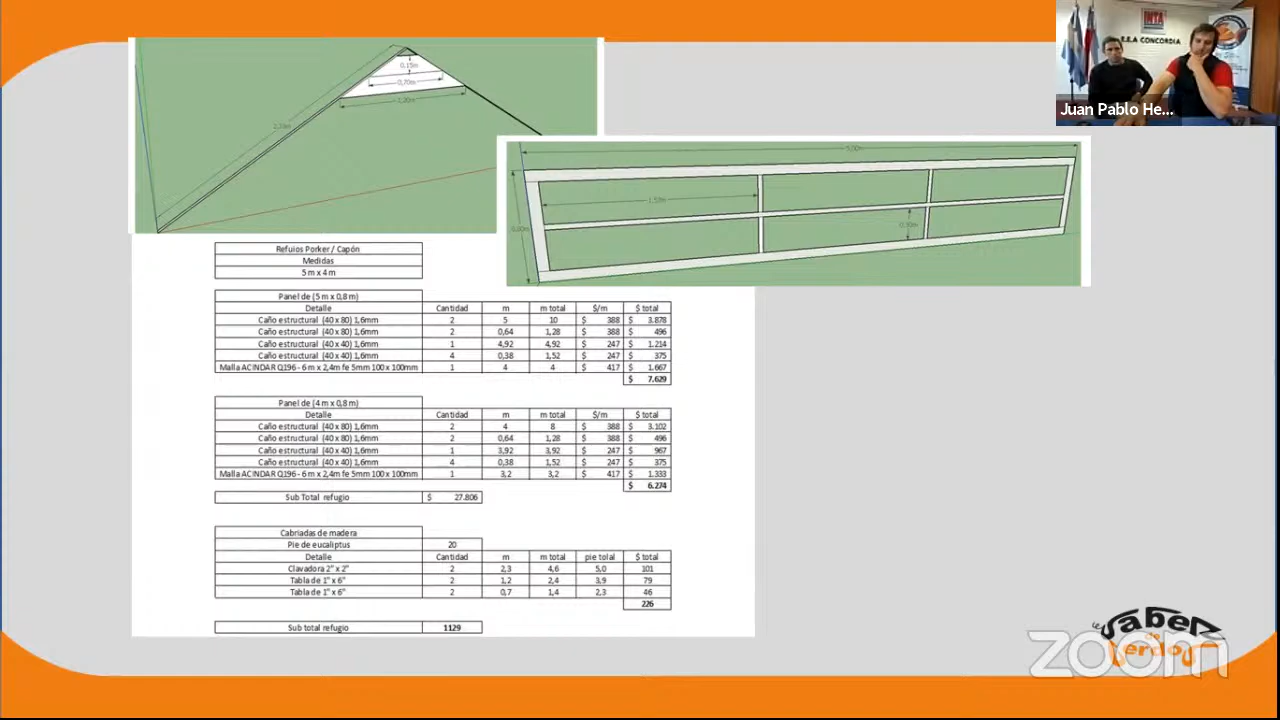 INTA
E.E.A CONCORDIA
Juan Pablo He...
0,15m
0,70m
1,20m
5,00m
Refuios Porker / Capón
Medidas
5 m x 4 m
Panel de (5 m x 0,8 m)
Detalle Cantidad m m total $/m $ total
Caño estructural (40 x 80) 1,6mm 2 5 10 $ 388 $ 3.878
Caño estructural (40 x 80) 1,6mm 2 0,64 1,28 $ 388 $ 496
Caño estructural (40 x 40) 1,6mm 1 4,92 4,92 $ 247 $ 1.214
Caño estructural (40 x 40) 1,6mm 4 0,38 1,52 $ 247 $ 375
Malla ACINDAR Q196 - 6 m x 2,4m fe 5mm 100 x 100mm 1 4 4 $ 417 $ 1.667
$ 7.629
Panel de (4 m x 0,8 m)
Detalle Cantidad m m total $/m $ total
Caño estructural (40 x 80) 1,6mm 2 4 8 $ 388 $ 3.102
Caño estructural (40 x 80) 1,6mm 2 0,64 1,28 $ 388 $ 496
Caño estructural (40 x 40) 1,6mm 1 3,92 3,92 $ 247 $ 967
Caño estructural (40 x 40) 1,6mm 4 0,38 1,52 $ 247 $ 375
Malla ACINDAR Q196 - 6 m x 2,4m fe 5mm 100 x 100mm 1 3,2 3,2 $ 417 $ 1.333
$ 6.274
Sub Total refugio $ 27.806
Cabriadas de madera
Pie de eucaliptus 20
Detalle Cantidad m m total pie tolal $ total
Clavadora 2" x 2" 2 2,3 4,6 5,0 101
Tabla de 1" x 6" 2 1,2 2,4 3,9 79
Tabla de 1" x 6" 2 0,7 1,4 2,3 46
226
Sub total refugio 1129
zoom